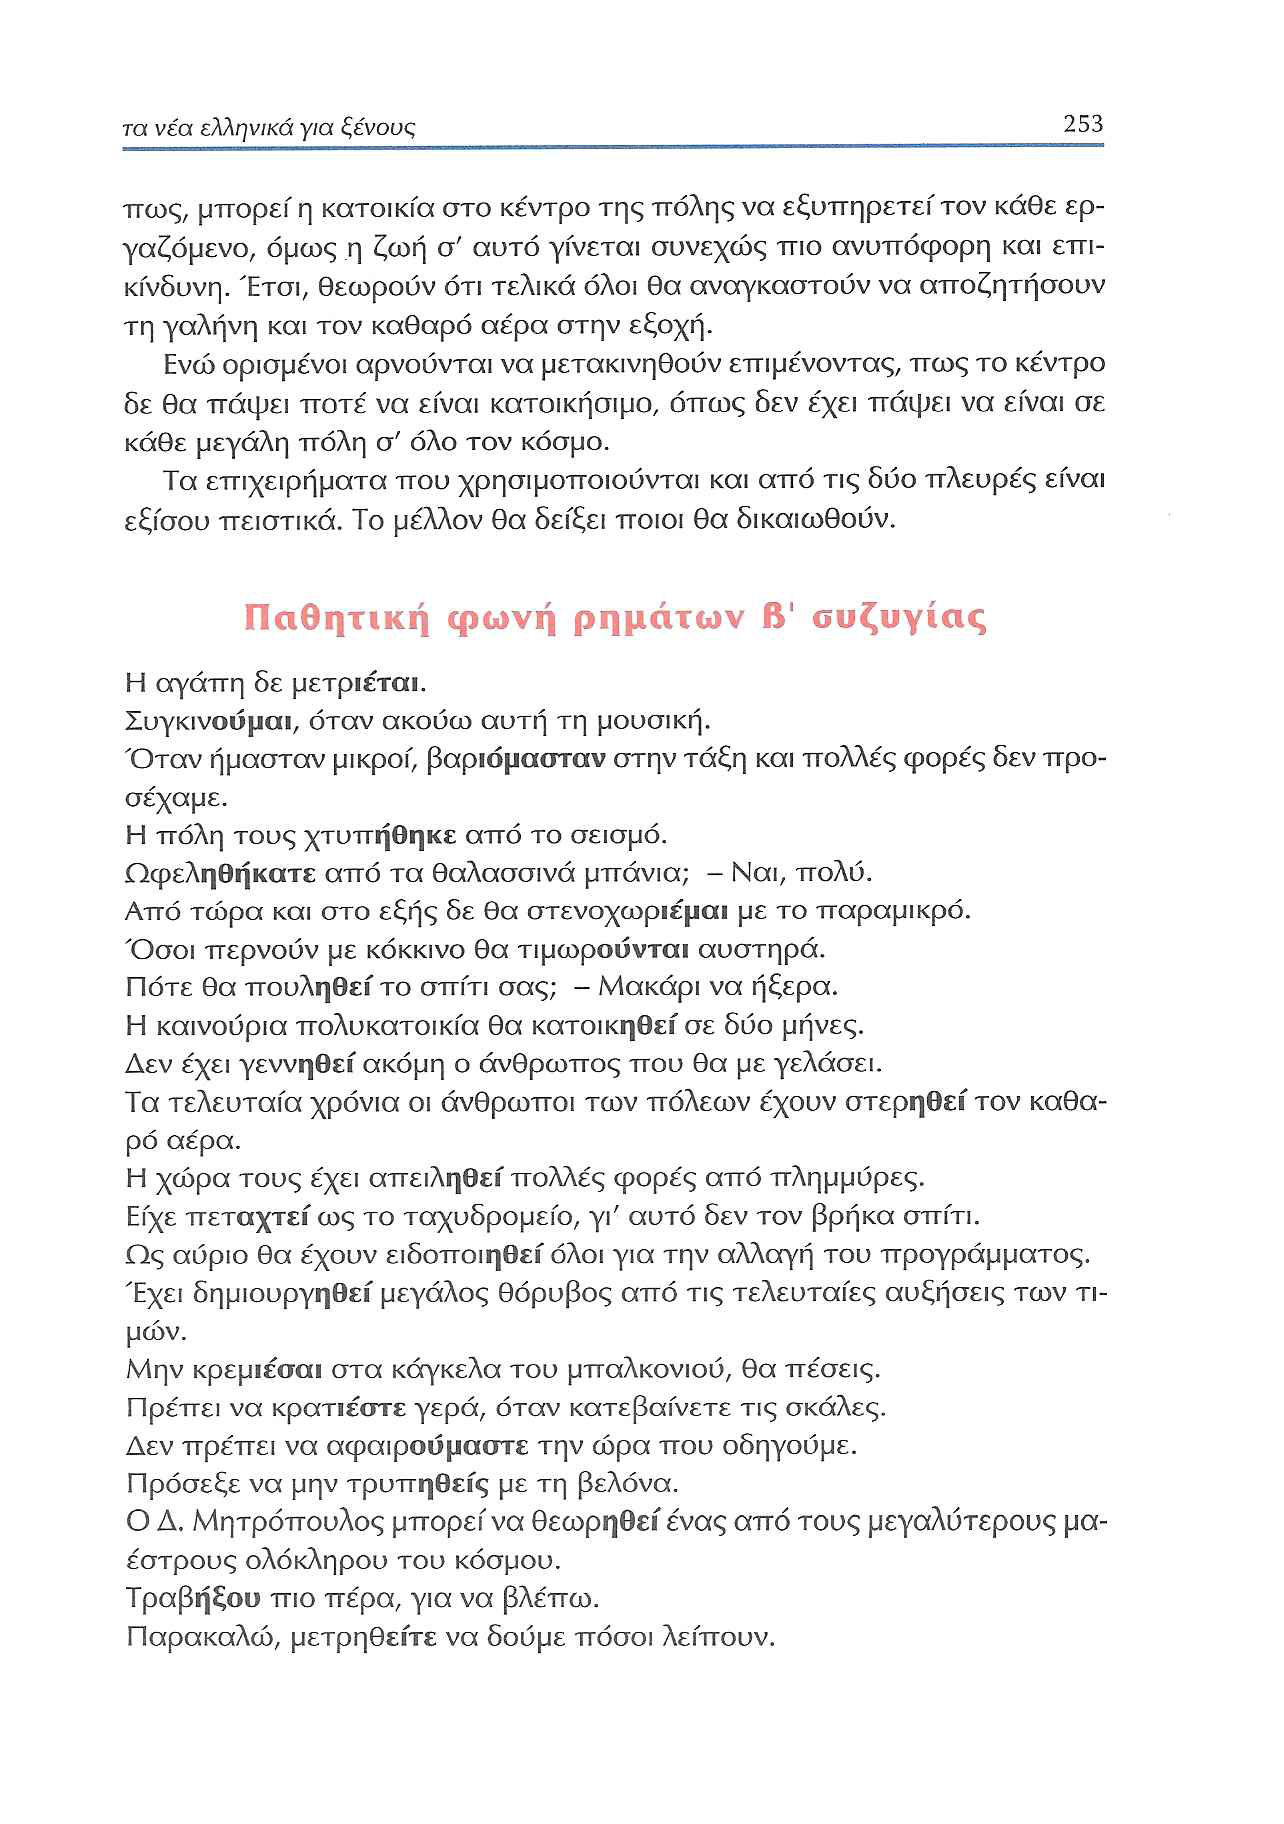 τα νέα ελληνικά για ξένους 253
πως, μπορεί η κατοικία στο κέντρο της πόλης να εξυπηρετεί τον κάθε ερ-
γαζόμενο, όμως η ζωή σ' αυτό γίνεται συνεχώς πιο ανυπόφορη και επι-
κίνδυνη. Έτσι, θεωρούν ότι τελικά όλοι θα αναγκαστούν να αποζητήσουν
τη γαλήνη και τον καθαρό αέρα στην εξοχή.
Ενώ ορισμένοι αρνούνται να μετακινηθούν επιμένοντας, πως το κέντρο
δε θα πάψει ποτέ να είναι κατοικήσιμο, όπως δεν έχει πάψει να είναι σε
κάθε μεγάλη πόλη σ' όλο τον κόσμο.
Τα επιχειρήματα που χρησιμοποιούνται και από τις δύο πλευρές είναι
εξίσου πειστικά. Το μέλλον θα δείξει ποιοι θα δικαιωθούν.
Παθητική φωνή ρημάτων β' συζυγίας
Η αγάπη δε μετριέται.
Συγκινούμαι, όταν ακούω αυτή τη μουσική.
Όταν ήμασταν μικροί, βαριόμασταν στην τάξη και πολλές φορές δεν προ-
σέχαμε.
Η πόλη τους χτυπήθηκε από το σεισμό.
Ωφεληθήκατε από τα θαλασσινά μπάνια; – Ναι, πολύ.
Από τώρα και στο εξής δε θα στενοχωριέμαι με το παραμικρό.
Όσοι περνούν με κόκκινο θα τιμωρούνται αυστηρά.
Πότε θα πουληθεί το σπίτι σας; – Μακάρι να ήξερα.
Η καινούρια πολυκατοικία θα κατοικηθεί σε δύο μήνες.
Δεν έχει γεννηθεί ακόμη ο άνθρωπος που θα με γελάσει.
Τα τελευταία χρόνια οι άνθρωποι των πόλεων έχουν στερηθεί τον καθα-
ρό αέρα.
Η χώρα τους έχει απειληθεί πολλές φορές από πλημμύρες.
Είχε πεταχτεί ως το ταχυδρομείο, γι' αυτό δεν τον βρήκα σπίτι.
Ως αύριο θα έχουν ειδοποιηθεί όλοι για την αλλαγή του προγράμματος.
Έχει δημιουργηθεί μεγάλος θόρυβος από τις τελευταίες αυξήσεις των τι-
μών.
Μην κρεμιέσαι στα κάγκελα του μπαλκονιού, θα πέσεις.
Πρέπει να κρατιέστε γερά, όταν κατεβαίνετε τις σκάλες.
Δεν πρέπει να αφαιρούμαστε την ώρα που οδηγούμε.
Πρόσεξε να μην τρυπηθείς με τη βελόνα.
Ο Δ. Μητρόπουλος μπορεί να θεωρηθεί ένας από τους μεγαλύτερους μα-
έστρους ολόκληρου του κόσμου.
Τραβήξου πιο πέρα, για να βλέπω.
Παρακαλώ, μετρηθείτε να δούμε πόσοι λείπουν.